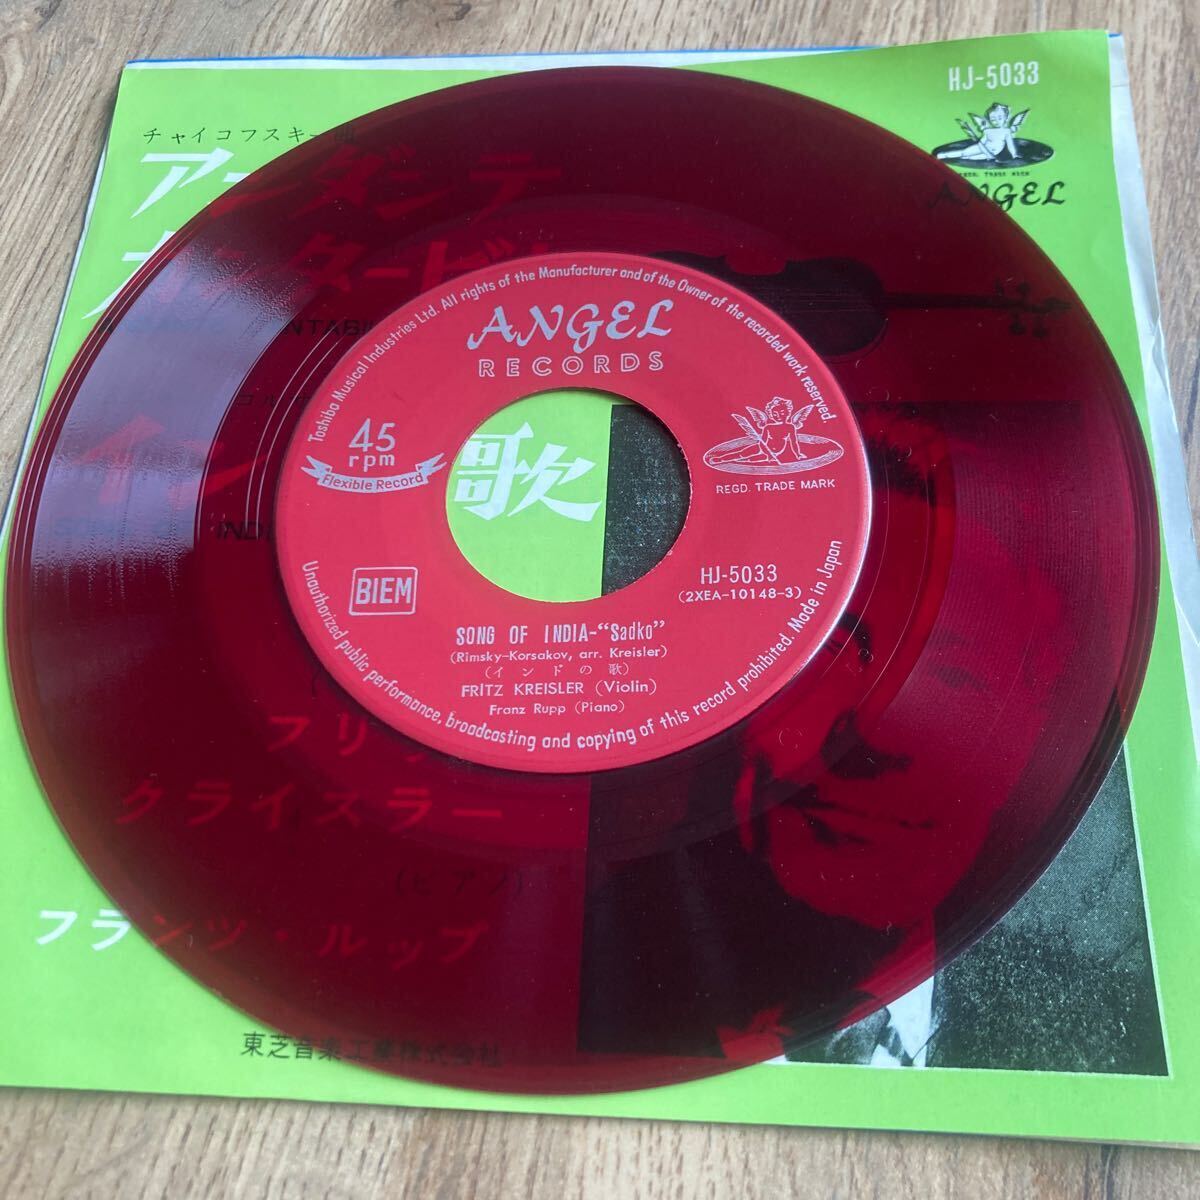 HJ-5033
REGD. TRADE MARK
ANGEL
チャイコフスキー曲
アンダンテ
歌
フランツ・ルップ
クライスラー
(ピアノ)
東芝音楽工業株式会社
Toshiba Musical Industries Ltd. All rights of the Manufacturer and of the Owner of the recorded work reserved.
ANGEL
RECORDS
45
rpm
Flexible Record
REGD. TRADE MARK
BIEM
HJ-5033
(2XEA-10148-3)
SONG OF INDIA-"Sadko"
(Rimsky-Korsakov, arr. Kreisler)
(インドの歌)
FRITZ KREISLER (Violin)
Franz Rupp (Piano)
Unauthorized public performance, broadcasting and copying of this record prohibited. Made in Japan